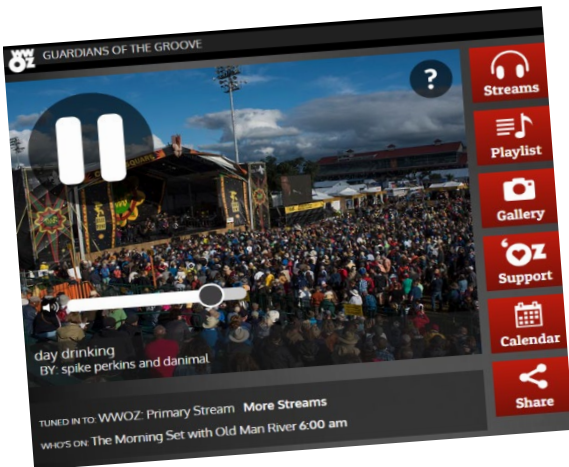 WWOZ GUARDIANS OF THE GROOVE
?
Streams
Playlist
Gallery
'OZ
Support
Calendar
Share
day drinking
BY: spike perkins and danimal
TUNED IN TO: WWOZ: Primary Stream More Streams
WHO'S ON: The Morning Set with Old Man River 6:00 am